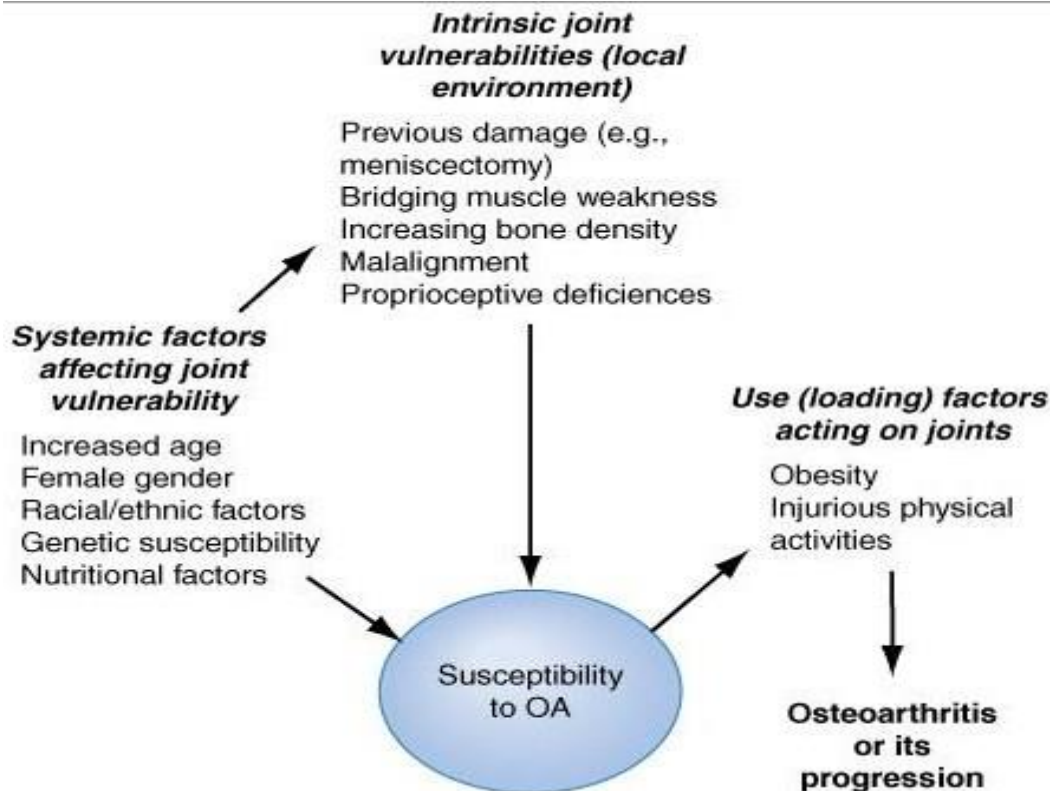 Intrinsic joint
vulnerabilities (local
environment)
Previous damage (e.g.,
meniscectomy)
Bridging muscle weakness
Increasing bone density
Malalignment
Proprioceptive deficiences
Systemic factors
affecting joint
vulnerability
Increased age
Female gender
Racial/ethnic factors
Genetic susceptibility
Nutritional factors
Susceptibility
to OA
Use (loading) factors
acting on joints
Obesity
Injurious physical
activities
Osteoarthritis
or its
progression